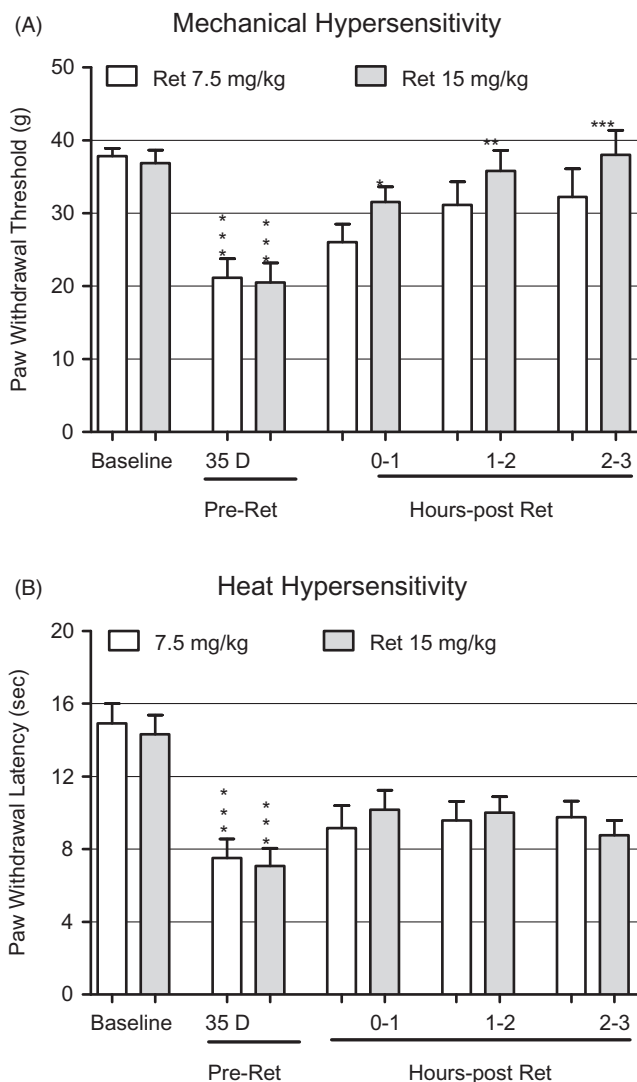 (A) Mechanical Hypersensitivity
Ret 7.5 mg/kg Ret 15 mg/kg
Paw Withdrawal Threshold (g)
50
40
30
20
10
0
*** *** * ** ***
Baseline 35 D 0-1 1-2 2-3
Pre-Ret Hours-post Ret
(B) Heat Hypersensitivity
7.5 mg/kg Ret 15 mg/kg
Paw Withdrawal Latency (sec)
20
16
12
8
4
0
*** ***
Baseline 35 D 0-1 1-2 2-3
Pre-Ret Hours-post Ret